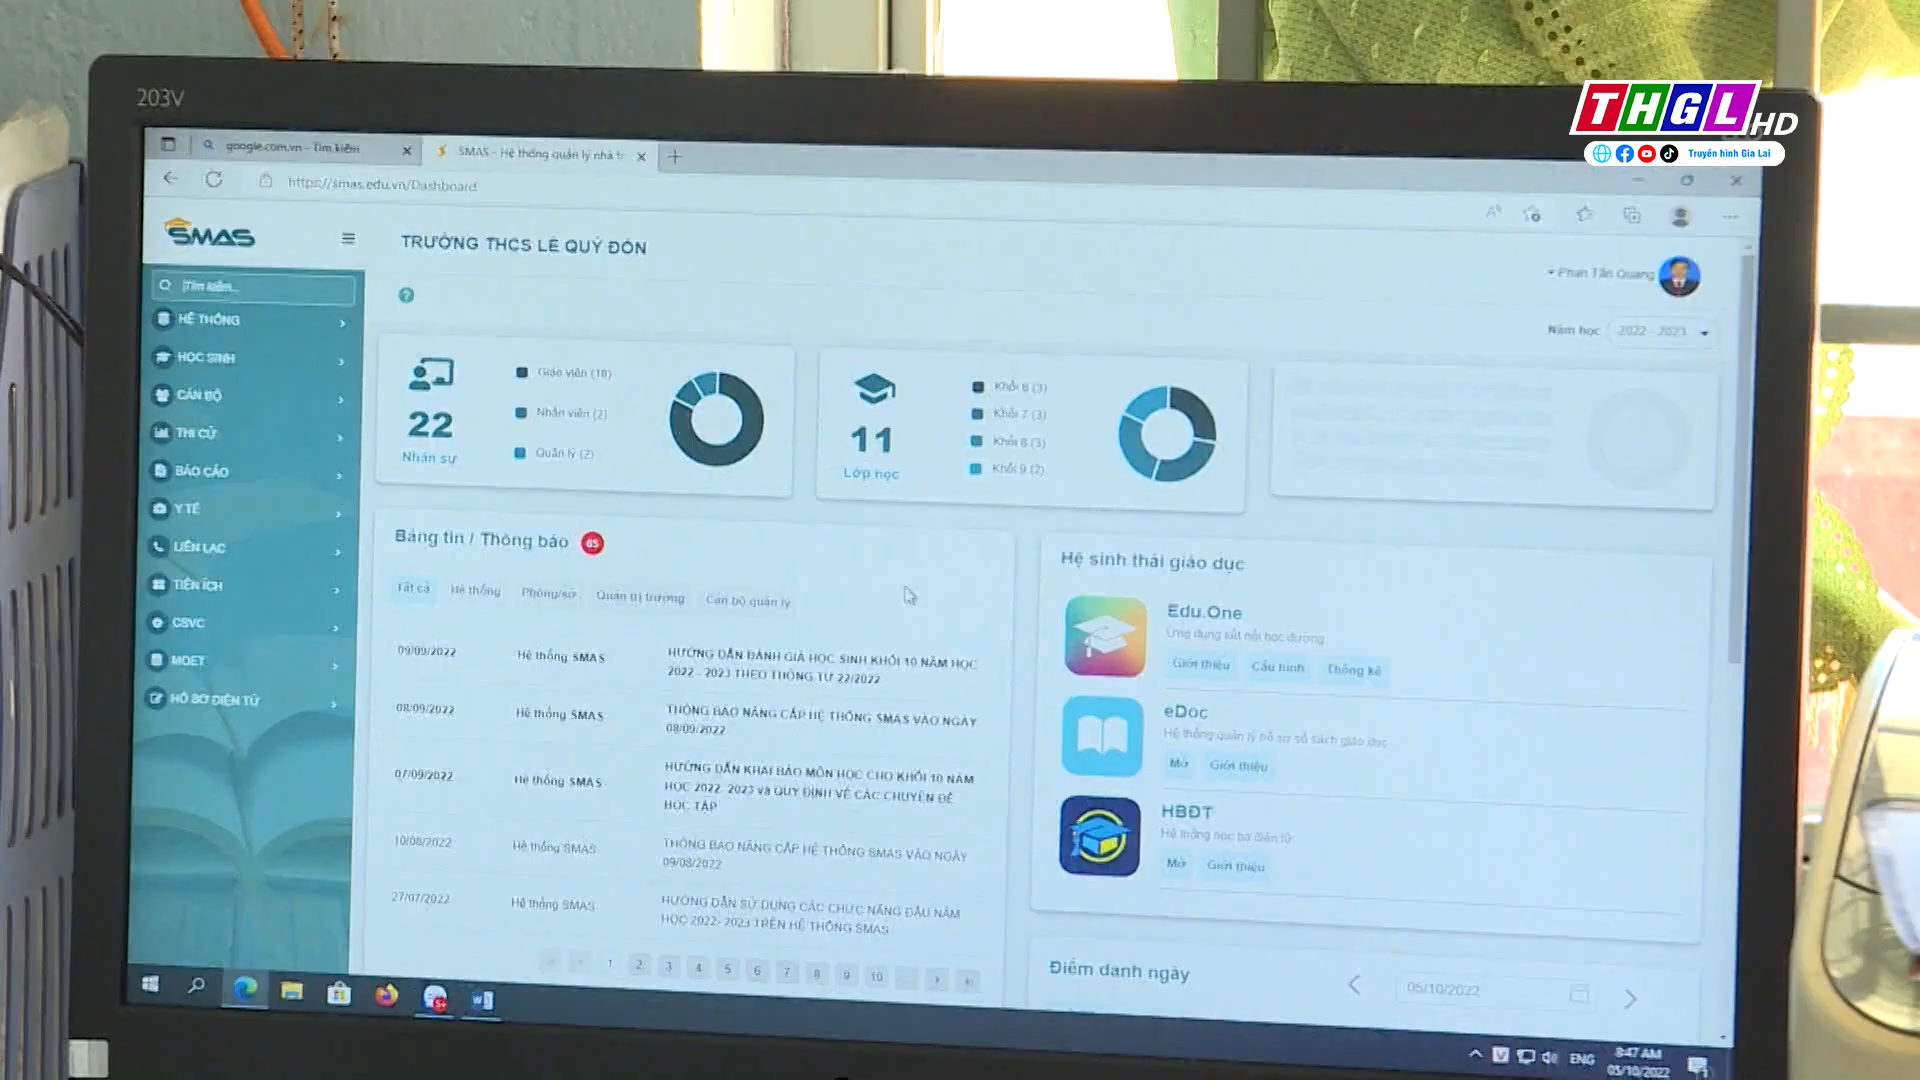 203V
THGL HD
Truyền hình Gia Lai
google.com.vn - Tìm kiếm
SMAS - Hệ thống quản lý nhà tr
https://smas.edu.vn/Dashboard
SMAS
TRƯỜNG THCS LÊ QUÝ ĐÔN
Phan Tấn Quang
Tìm kiếm...
Năm học 2022 - 2023
HỆ THỐNG
HỌC SINH
CÁN BỘ
THI CỬ
BÁO CÁO
Y TẾ
LIÊN LẠC
TIỆN ÍCH
CSVC
MOET
HỒ SƠ ĐIỆN TỬ
22
Nhân sự
Giáo viên (18)
Nhân viên (2)
Quản lý (2)
11
Lớp học
Khối 6 (3)
Khối 7 (3)
Khối 8 (3)
Khối 9 (2)
Bảng tin / Thông báo 65
Tất cả Hệ thống Phòng/sở Quản trị trường Cán bộ quản lý
09/09/2022 Hệ thống SMAS HƯỚNG DẪN ĐÁNH GIÁ HỌC SINH KHỐI 10 NĂM HỌC
2022 - 2023 THEO THÔNG TƯ 22/2022
08/09/2022 Hệ thống SMAS THÔNG BÁO NÂNG CẤP HỆ THỐNG SMAS VÀO NGÀY
08/09/2022
07/09/2022 Hệ thống SMAS HƯỚNG DẪN KHAI BÁO MÔN HỌC CHO KHỐI 10 NĂM
HỌC 2022- 2023 và QUY ĐỊNH VỀ CÁC CHUYÊN ĐỀ
HỌC TẬP
10/08/2022 Hệ thống SMAS THÔNG BÁO NÂNG CẤP HỆ THỐNG SMAS VÀO NGÀY
09/08/2022
27/07/2022 Hệ thống SMAS HƯỚNG DẪN SỬ DỤNG CÁC CHỨC NĂNG ĐẦU NĂM
HỌC 2022- 2023 TRÊN HỆ THỐNG SMAS
1 2 3 4 5 6 7 8 9 10 ...
Hệ sinh thái giáo dục
Edu.One
Ứng dụng kết nối học đường
Giới thiệu Cấu hình Thống kê
eDoc
Hệ thống quản lý hồ sơ sổ sách giáo dục
Mở Giới thiệu
HBĐT
Hệ thống học bạ điện tử
Mở Giới thiệu
Điểm danh ngày
05/10/2022
ENG
8:47 AM
05/10/2022